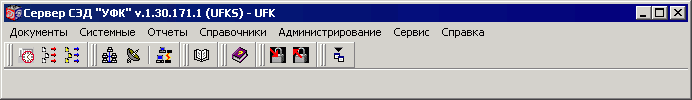 Сервер СЭД "УФК" v.1.30.171.1 (UFKS) - UFK
Документы Системные Отчеты Справочники Администрирование Сервис Справка